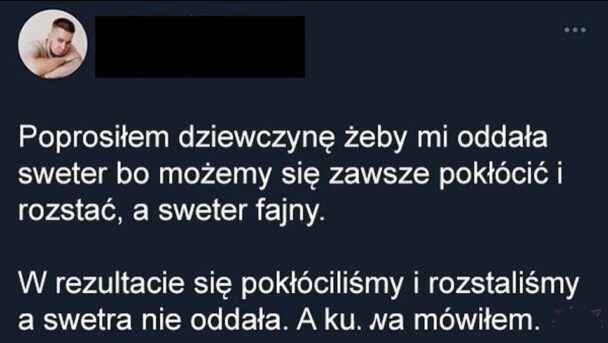 Poprosiłem dziewczynę żeby mi oddała
sweter bo możemy się zawsze pokłócić i
rozstać, a sweter fajny.
W rezultacie się pokłóciliśmy i rozstaliśmy
a swetra nie oddała. A mówiłem.